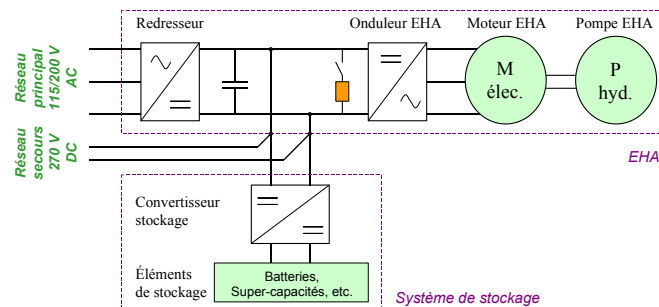 Redresseur
Onduleur EHA
Moteur EHA
Pompe EHA
Réseau
principal
115/200 V
AC
M
élec.
P
hyd.
Réseau
secours
270 V
DC
EHA
Convertisseur
stockage
Éléments
de stockage
Batteries,
Super-capacités, etc.
Système de stockage